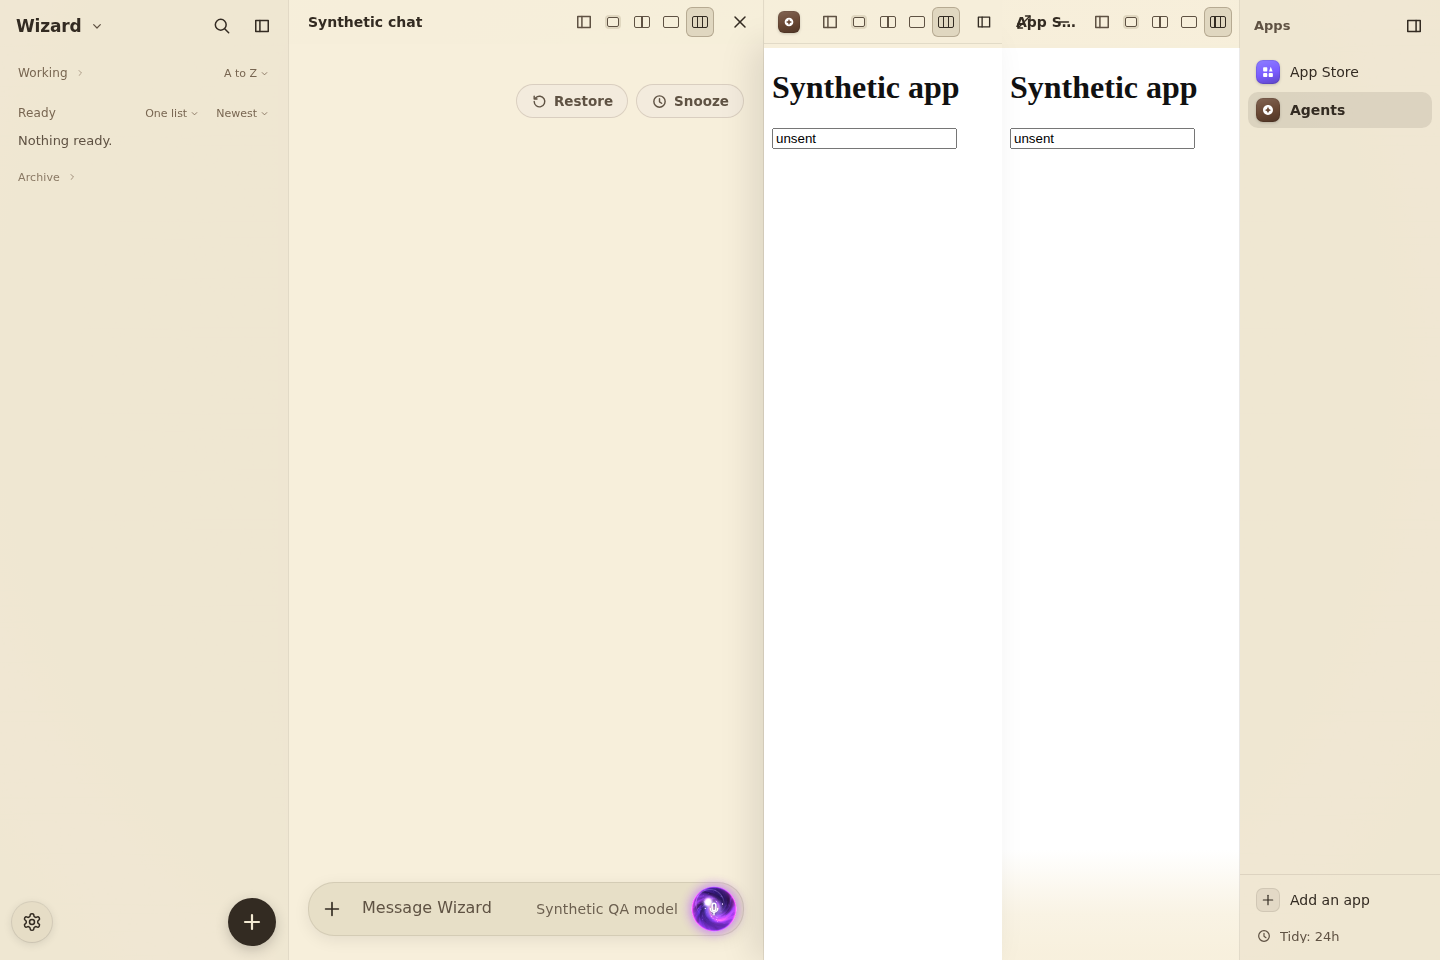 Wizard
Working
A to Z
Ready
One list
Newest
Nothing ready.
Archive
Synthetic chat
Restore
Snooze
Message Wizard
Synthetic QA model
Synthetic app
unsent
App S...
Synthetic app
unsent
Apps
App Store
Agents
Add an app
Tidy: 24h